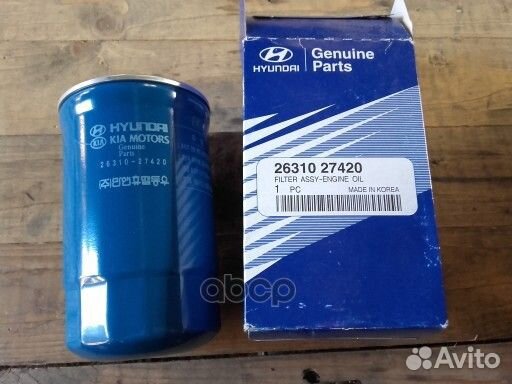 HYUNDAI
KIA MOTORS
Genuine
Parts
26310-27420
HYUNDAI
Genuine
Parts
26310 27420
FILTER ASSY-ENGINE OIL
1 PC
MADE IN KOREA
abcp
Avito